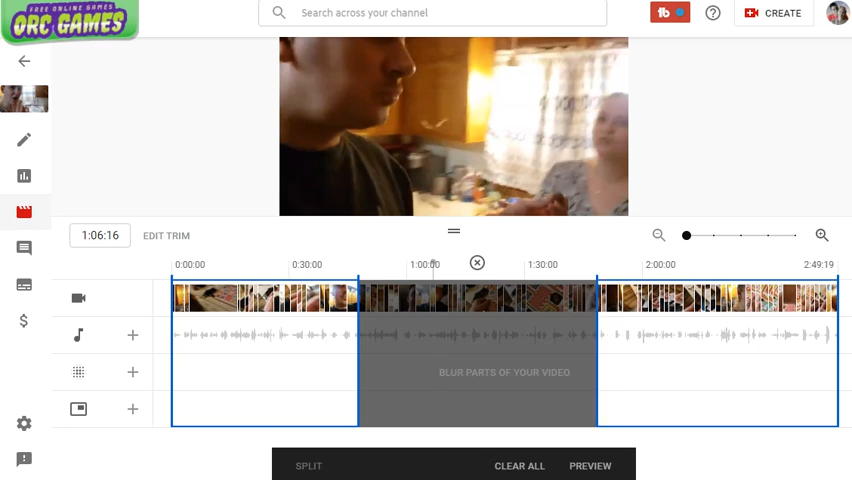 FREE ONLINE GAMES
ORC GAMES
Search across your channel
tb
?
CREATE
1:06:16
EDIT TRIM
0:00:00
0:30:00
1:00:00
1:30:00
2:00:00
2:49:19
BLUR PARTS OF YOUR VIDEO
$
SPLIT
CLEAR ALL
PREVIEW